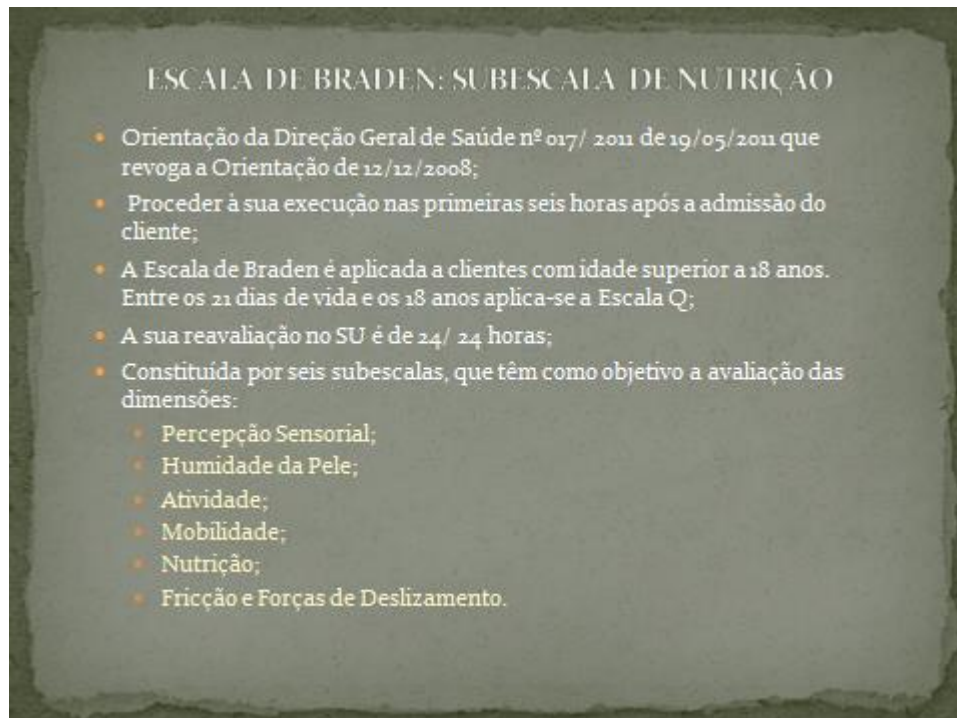 ESCALA DE BRADEN: SUBESCALA DE NUTRIÇÃO
• Orientação da Direção Geral de Saúde nº 017/ 2011 de 19/05/2011 que
revoga a Orientação de 12/12/2008;
• Proceder à sua execução nas primeiras seis horas após a admissão do
cliente;
• A Escala de Braden é aplicada a clientes com idade superior a 18 anos.
Entre os 21 dias de vida e os 18 anos aplica-se a Escala Q;
• A sua reavaliação no SU é de 24/ 24 horas;
• Constituída por seis subescalas, que têm como objetivo a avaliação das
dimensões:
• Percepção Sensorial;
• Humidade da Pele;
• Atividade;
• Mobilidade;
• Nutrição;
• Fricção e Forças de Deslizamento.